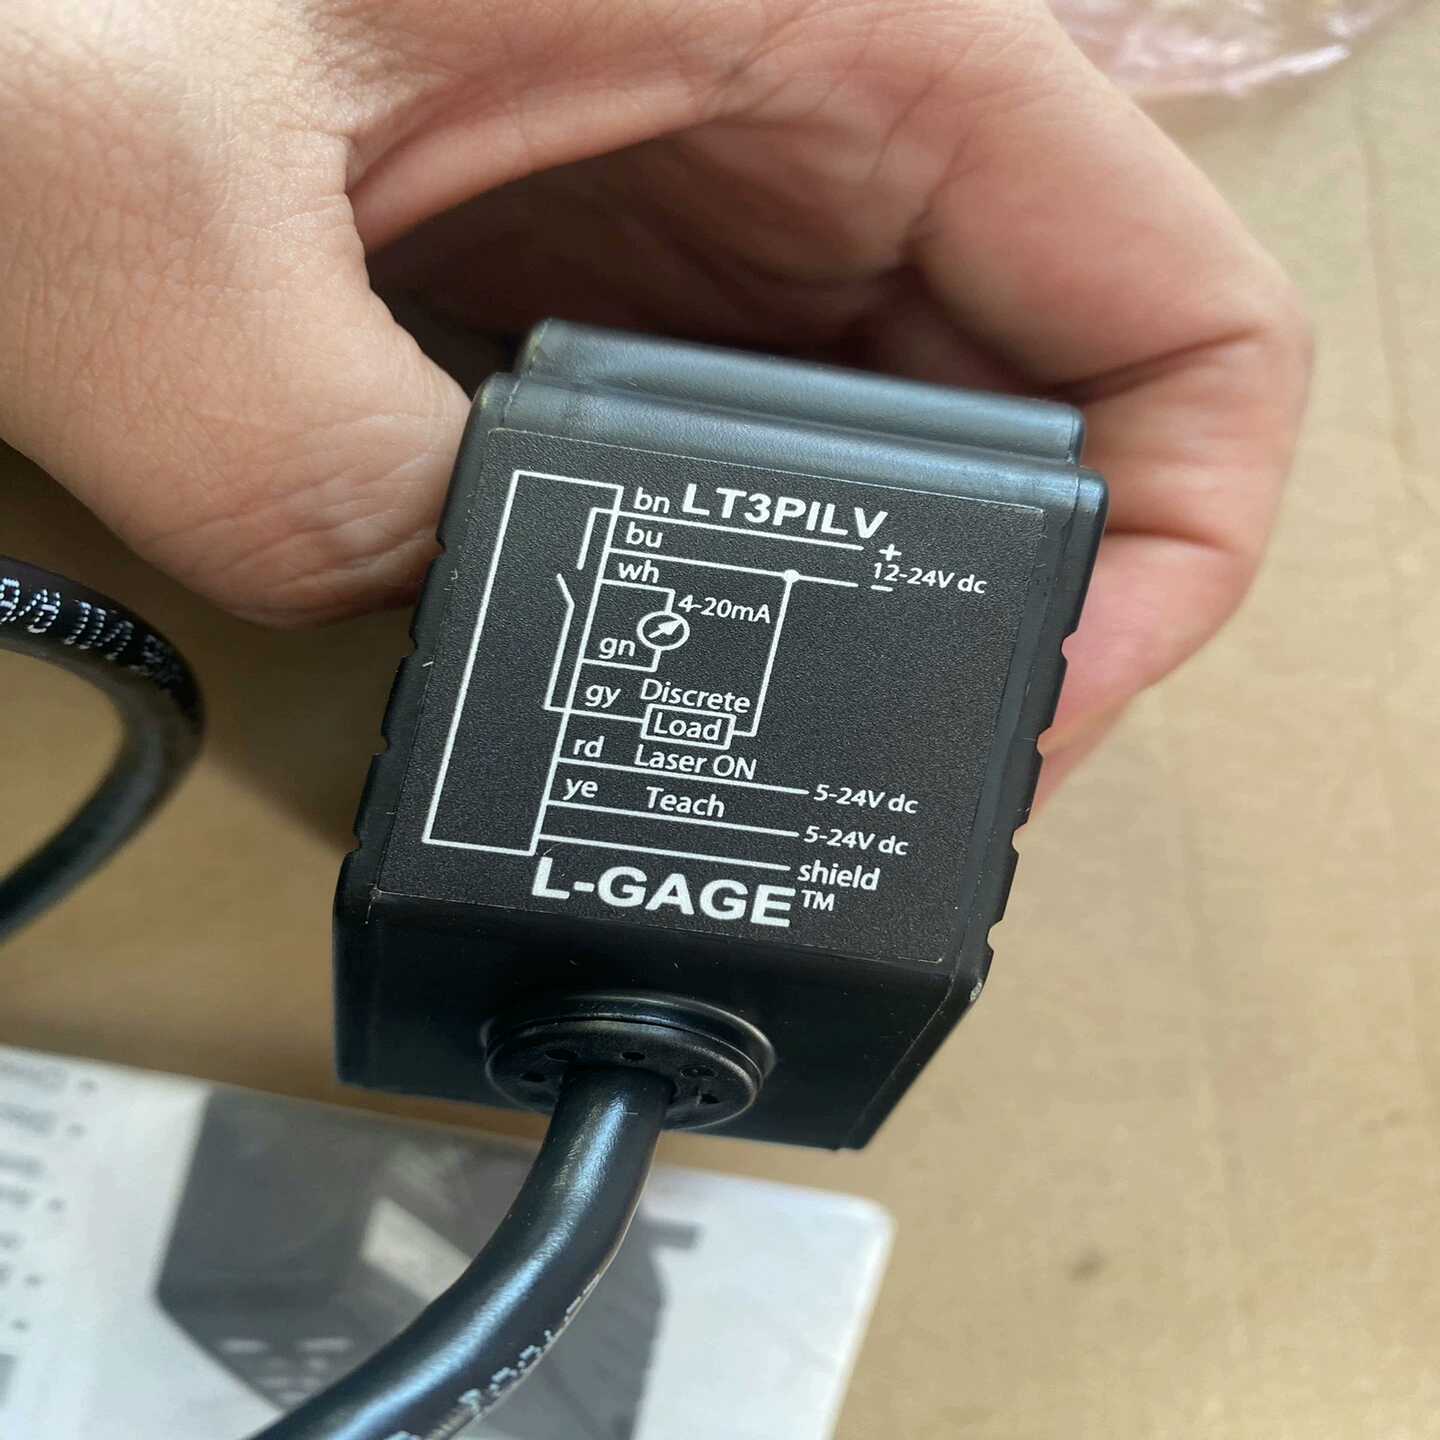 bn LT3PILV
bu +
12-24V dc
wh −
4-20mA
gn
gy Discrete
Load
rd Laser ON
5-24V dc
ye Teach
5-24V dc
shield
L-GAGE™